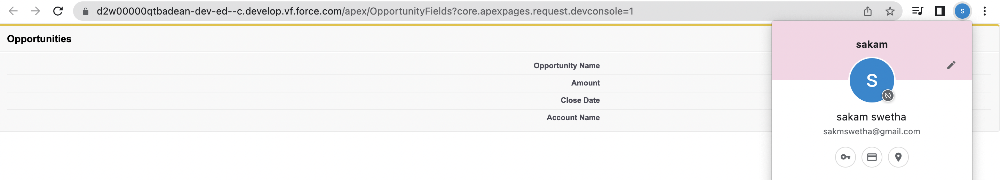 d2w00000qtbadean-dev-ed--c.develop.vf.force.com/apex/OpportunityFields?core.apexpages.request.devconsole=1
S
Opportunities
Opportunity Name
Amount
Close Date
Account Name
sakam
S
sakam swetha
sakmswetha@gmail.com